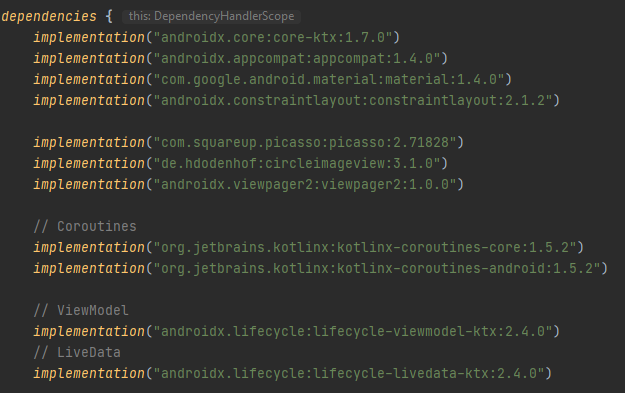 dependencies { this: DependencyHandlerScope
implementation("androidx.core:core-ktx:1.7.0")
implementation("androidx.appcompat:appcompat:1.4.0")
implementation("com.google.android.material:material:1.4.0")
implementation("androidx.constraintlayout:constraintlayout:2.1.2")
implementation("com.squareup.picasso:picasso:2.71828")
implementation("de.hdodenhof:circleimageview:3.1.0")
implementation("androidx.viewpager2:viewpager2:1.0.0")
// Coroutines
implementation("org.jetbrains.kotlinx:kotlinx-coroutines-core:1.5.2")
implementation("org.jetbrains.kotlinx:kotlinx-coroutines-android:1.5.2")
// ViewModel
implementation("androidx.lifecycle:lifecycle-viewmodel-ktx:2.4.0")
// LiveData
implementation("androidx.lifecycle:lifecycle-livedata-ktx:2.4.0")